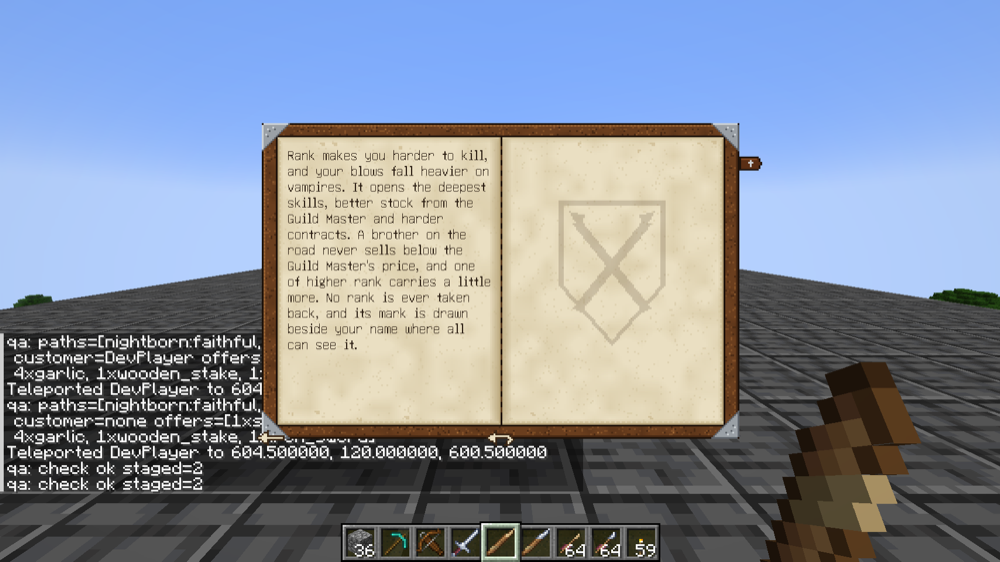 Rank makes you harder to kill,
and your blows fall heavier on
vampires. It opens the deepest
skills, better stock from the
Guild Master and harder
contracts. A brother on the
road never sells below the
Guild Master's price, and one
of higher rank carries a little
more. No rank is ever taken
back, and its mark is drawn
beside your name where all
can see it.
qa: paths=[nightborn:faithful,
customer=DevPlayer offers
4xgarlic, 1xwooden_stake, 1
Teleported DevPlayer to 604
qa: paths=[nightborn:faithful,
customer=none offers=[1xs
4xgarlic, 1xwooden_stake, 1
Teleported DevPlayer to 604.500000, 120.000000, 600.500000
qa: check ok staged=2
qa: check ok staged=2
36 64 64 59